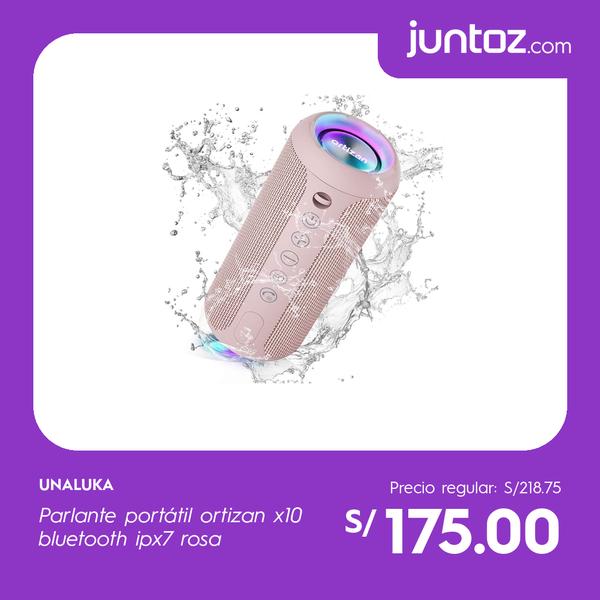 juntoz.com
ortizan
UNALUKA
Parlante portátil ortizan x10
bluetooth ipx7 rosa
Precio regular: S/218.75
S/175.00